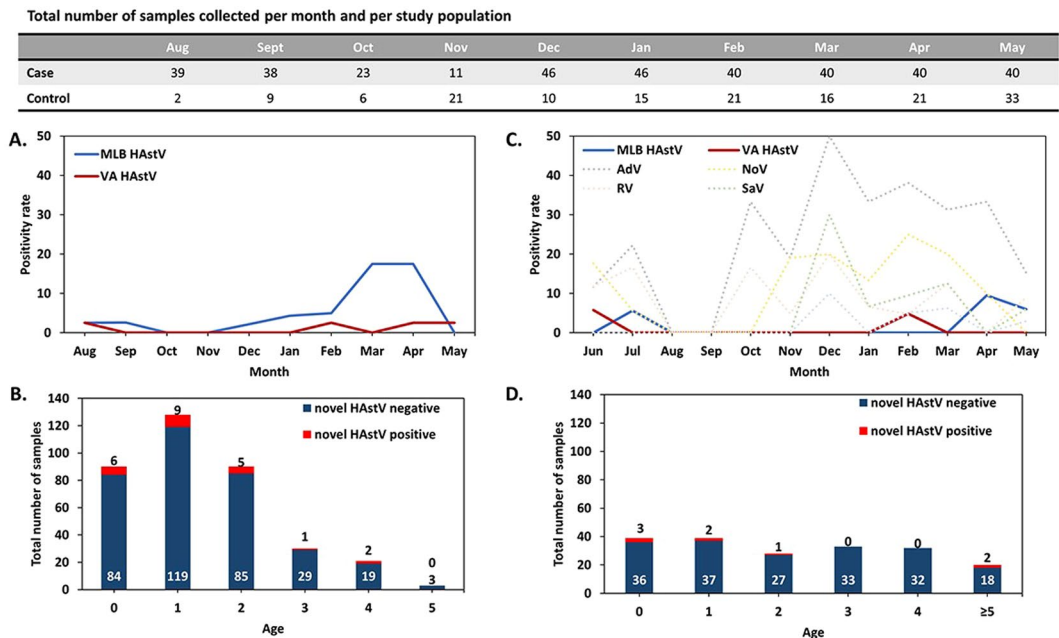 Total number of samples collected per month and per study population
Aug Sept Oct Nov Dec Jan Feb Mar Apr May
Case 39 38 23 11 46 46 40 40 40 40
Control 2 9 6 21 10 15 21 16 21 33
A.
50
40
30
20
10
0
Positivity rate
MLB HAstV
VA HAstV
Aug Sep Oct Nov Dec Jan Feb Mar Apr May
Month
C.
50
40
30
20
10
0
Positivity rate
MLB HAstV VA HAstV
AdV NoV
RV SaV
Jun Jul Aug Sep Oct Nov Dec Jan Feb Mar Apr May
Month
B.
140
120
100
80
60
40
20
0
Total number of samples
novel HAstV negative
novel HAstV positive
6 9 5 1 2 0
84 119 85 29 19 3
0 1 2 3 4 5
Age
D.
140
120
100
80
60
40
20
0
Total number of samples
novel HAstV negative
novel HAstV positive
3 2 1 0 0 2
36 37 27 33 32 18
0 1 2 3 4 ≥5
Age